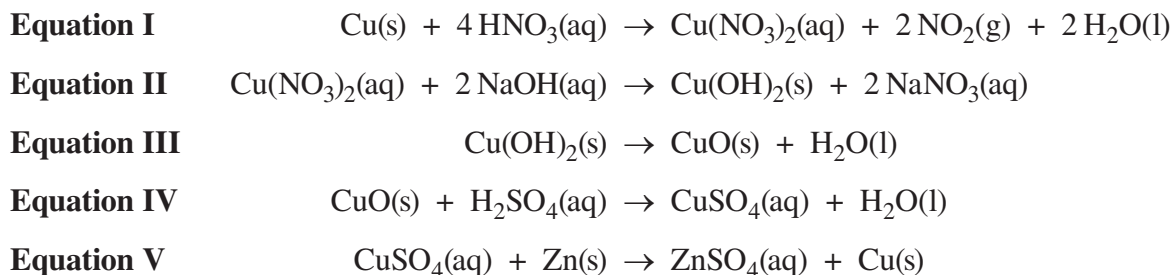 Equation I Cu(s) + 4 HNO₃(aq) → Cu(NO₃)₂(aq) + 2 NO₂(g) + 2 H₂O(l)
Equation II Cu(NO₃)₂(aq) + 2 NaOH(aq) → Cu(OH)₂(s) + 2 NaNO₃(aq)
Equation III Cu(OH)₂(s) → CuO(s) + H₂O(l)
Equation IV CuO(s) + H₂SO₄(aq) → CuSO₄(aq) + H₂O(l)
Equation V CuSO₄(aq) + Zn(s) → ZnSO₄(aq) + Cu(s)